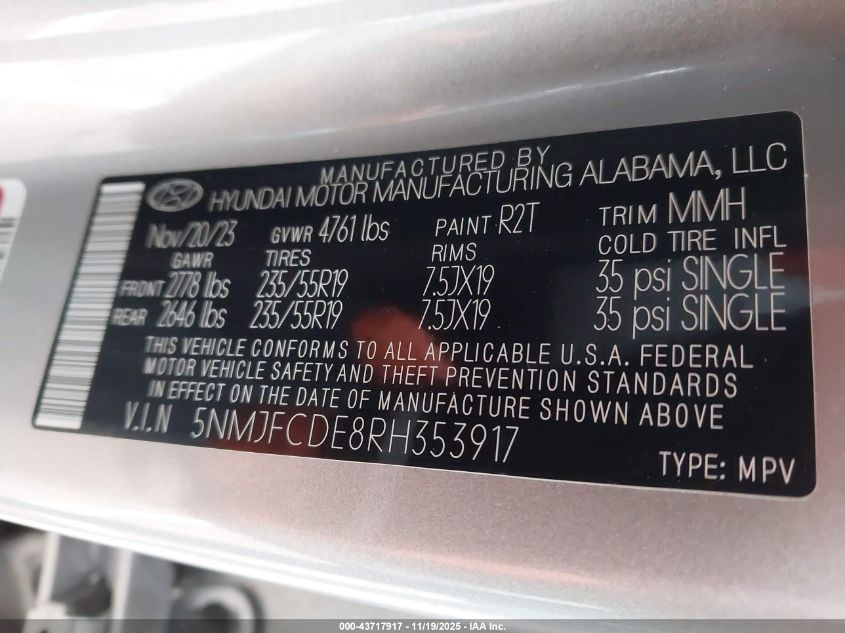 MANUFACTURED BY
HYUNDAI MOTOR MANUFACTURING ALABAMA, LLC
Nov/20/23 GVWR 4761 lbs PAINT R2T TRIM MMH
GAWR TIRES RIMS COLD TIRE INFL
FRONT 2778 lbs 235/55R19 7.5JX19 35 psi SINGLE
REAR 2646 lbs 235/55R19 7.5JX19 35 psi SINGLE
THIS VEHICLE CONFORMS TO ALL APPLICABLE U.S.A. FEDERAL
MOTOR VEHICLE SAFETY AND THEFT PREVENTION STANDARDS
IN EFFECT ON THE DATE OF MANUFACTURE SHOWN ABOVE
V.I.N 5NMJFCDE8RH353917
TYPE: MPV
000-43717917 - 11/19/2025 - IAA Inc.